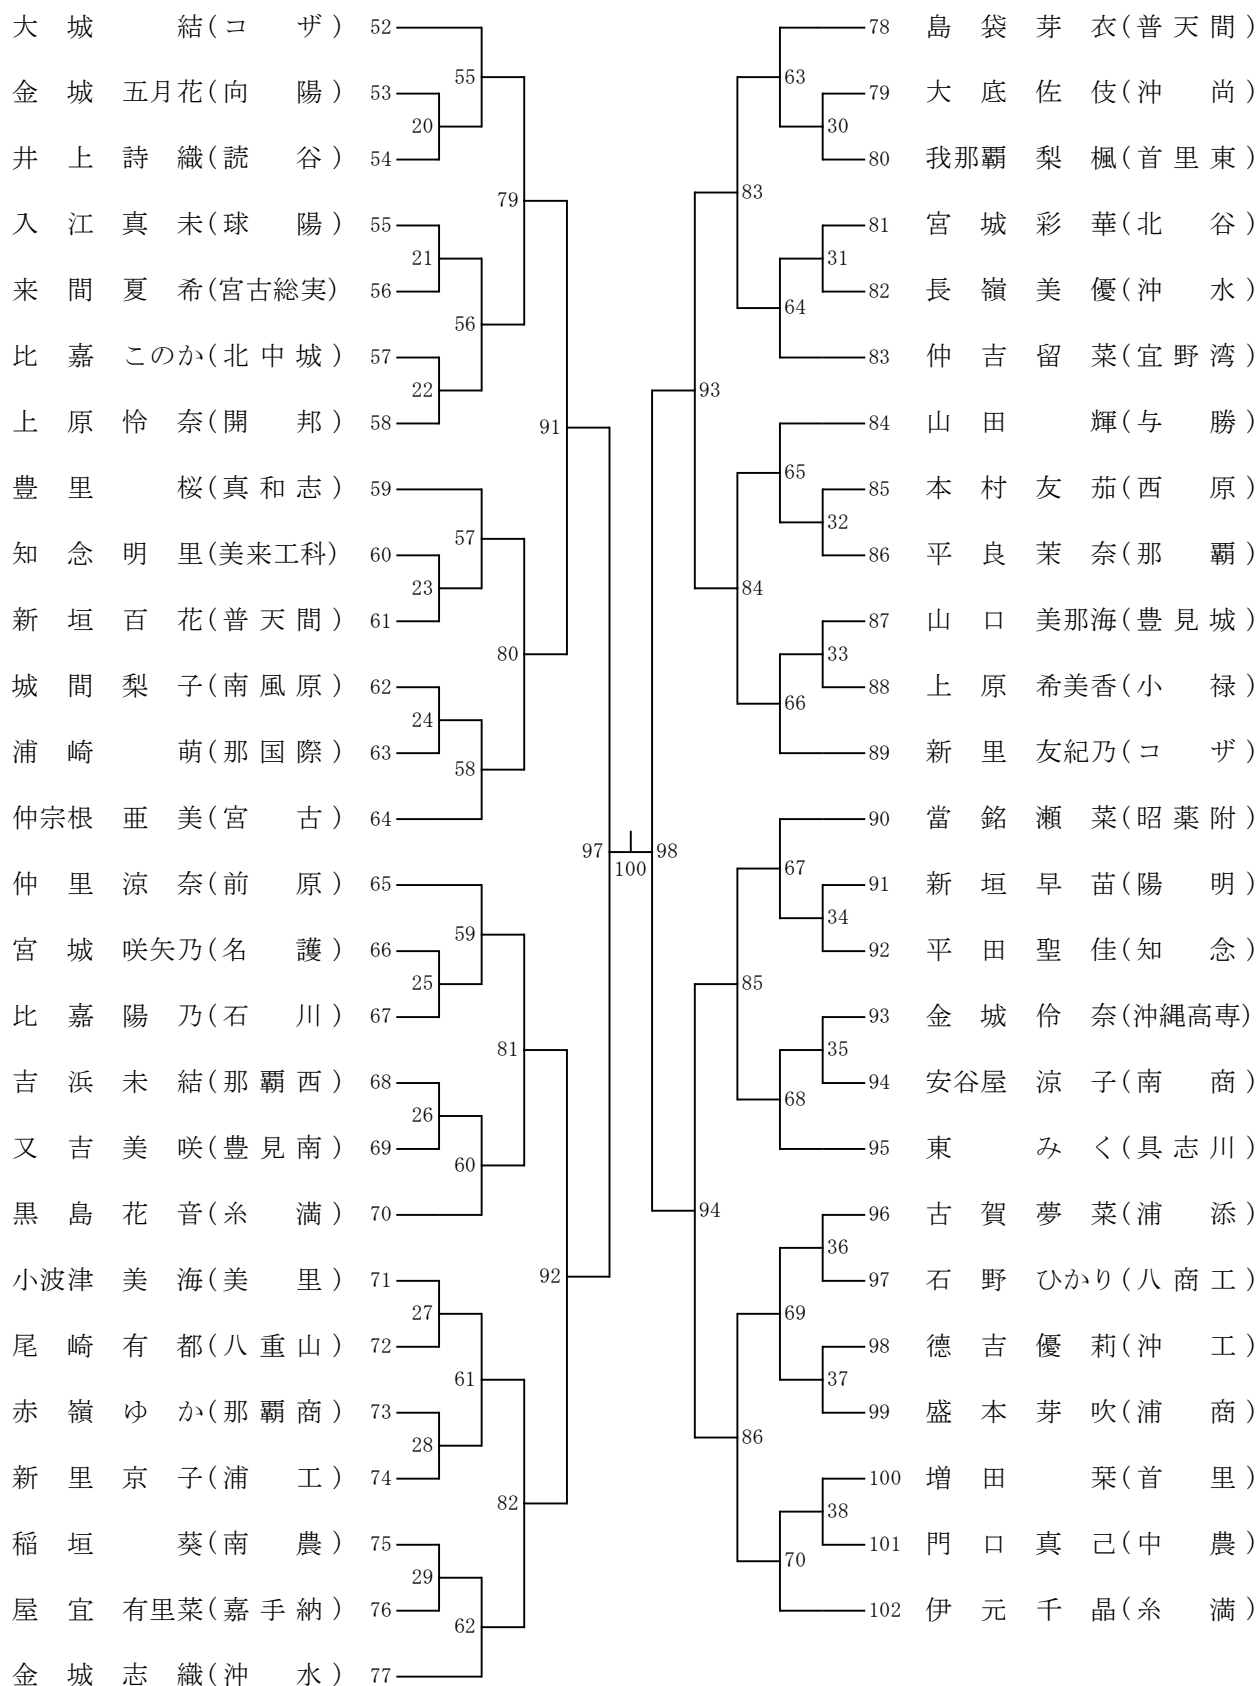 大城 結(コザ) 52
金城 五月花(向陽) 53
井上詩織(読谷) 54
入江真未(球陽) 55
来間夏希(宮古総実) 56
比嘉 このか(北中城) 57
上原怜奈(開邦) 58
豊里 桜(真和志) 59
知念明里(美来工科) 60
新垣百花(普天間) 61
城間梨子(南風原) 62
浦崎 萌(那国際) 63
仲宗根 亜美(宮古) 64
仲里涼奈(前原) 65
宮城 咲矢乃(名護) 66
比嘉陽乃(石川) 67
吉浜未結(那覇西) 68
又吉美咲(豊見南) 69
黒島花音(糸満) 70
小波津 美海(美里) 71
尾崎有都(八重山) 72
赤嶺ゆか(那覇商) 73
新里京子(浦工) 74
稲垣 葵(南農) 75
屋宜 有里菜(嘉手納) 76
金城志織(沖水) 77
20
21
22
23
24
25
26
27
28
29
55
56
57
58
59
60
61
62
79
80
81
82
91
92
97
100
98
93
94
83
84
85
86
63
64
65
66
67
68
69
70
30
31
32
33
34
35
36
37
38
78 島袋芽衣(普天間)
79 大底佐伎(沖尚)
80 我那覇 梨楓(首里東)
81 宮城彩華(北谷)
82 長嶺美優(沖水)
83 仲吉留菜(宜野湾)
84 山田 輝(与勝)
85 本村友茄(西原)
86 平良茉奈(那覇)
87 山口 美那海(豊見城)
88 上原 希美香(小禄)
89 新里 友紀乃(コザ)
90 當銘瀬菜(昭薬附)
91 新垣早苗(陽明)
92 平田聖佳(知念)
93 金城伶奈(沖縄高専)
94 安谷屋 涼子(南商)
95 東 みく(具志川)
96 古賀夢菜(浦添)
97 石野 ひかり(八商工)
98 德吉優莉(沖工)
99 盛本芽吹(浦商)
100 増田 栞(首里)
101 門口真己(中農)
102 伊元千晶(糸満)